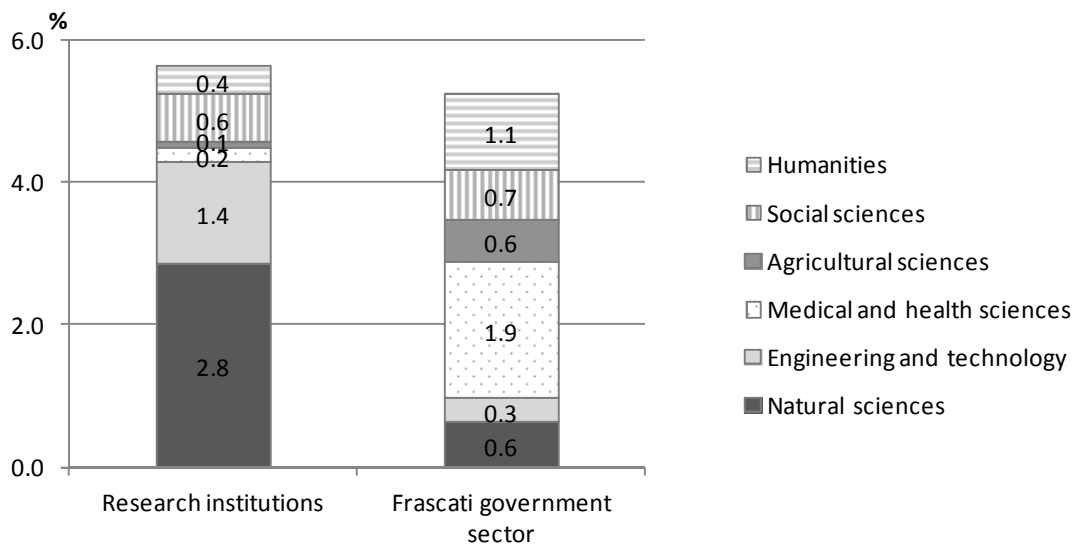 %
6.0
4.0
2.0
0.0
0.4
0.6
0.1
0.2
1.4
2.8
1.1
0.7
0.6
1.9
0.3
0.6
Research institutions
Frascati government
sector
Humanities
Social sciences
Agricultural sciences
Medical and health sciences
Engineering and technology
Natural sciences